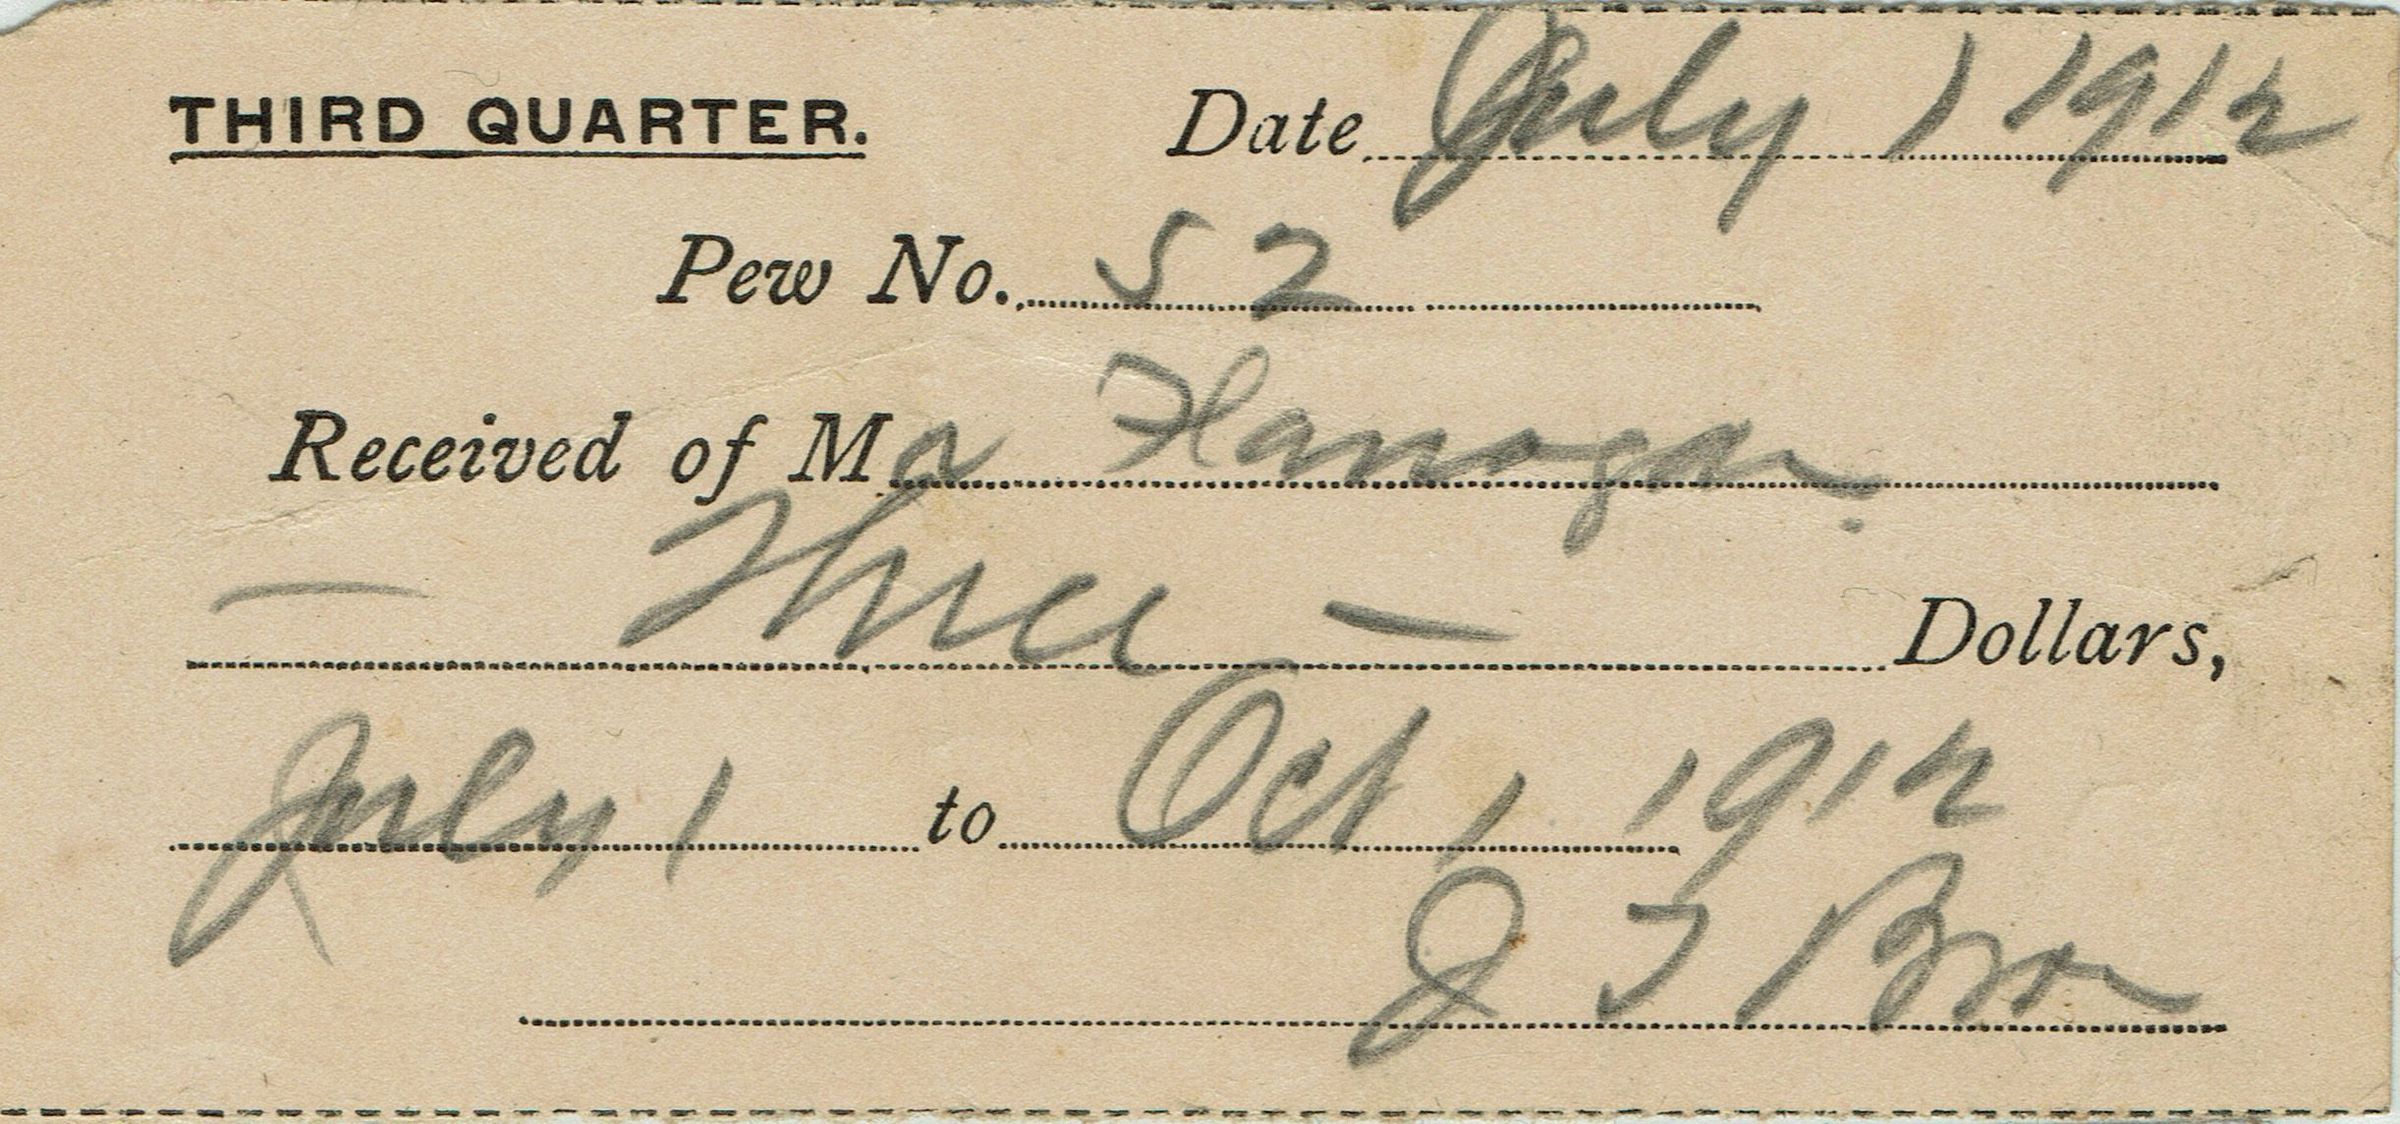 THIRD QUARTER. Date July 1 1912
Pew No. 52
Received of Mr Flanagan
— Three — Dollars,
July 1 to Oct 1 1912
J T